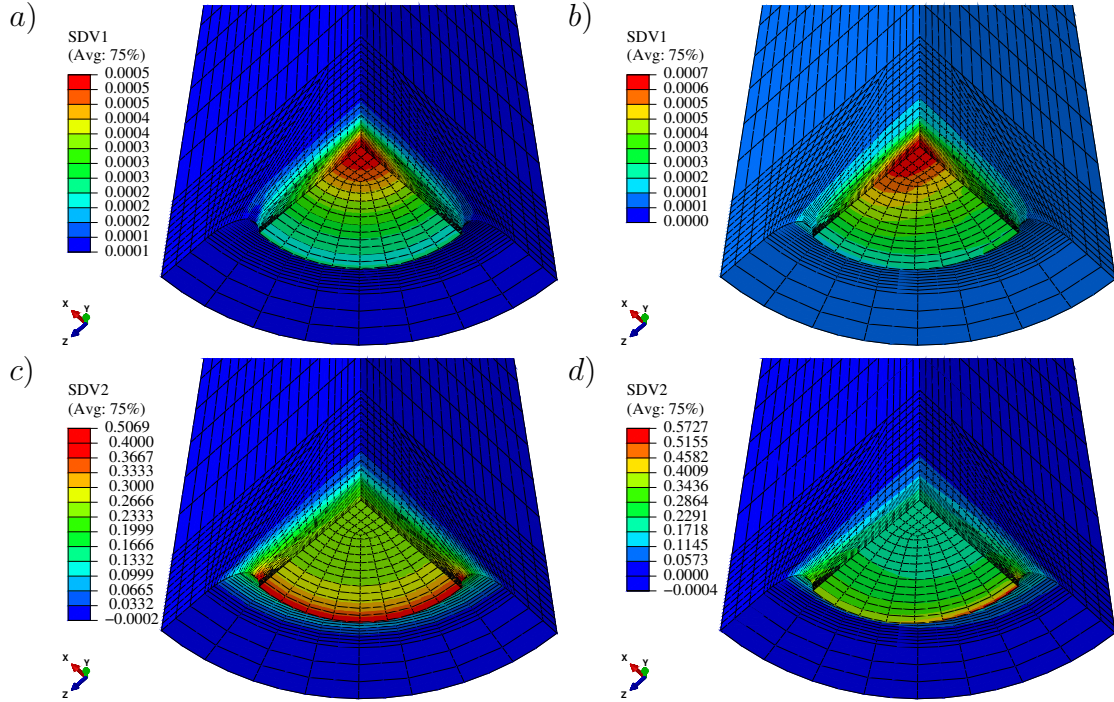 a)
SDV1
(Avg: 75%)
0.0005
0.0005
0.0005
0.0004
0.0004
0.0003
0.0003
0.0003
0.0002
0.0002
0.0002
0.0001
0.0001
X
Y
Z
b)
SDV1
(Avg: 75%)
0.0007
0.0006
0.0005
0.0004
0.0004
0.0003
0.0003
0.0002
0.0001
0.0001
0.0000
X
Y
Z
c)
SDV2
(Avg: 75%)
0.5069
0.4000
0.3667
0.3333
0.3000
0.2666
0.2333
0.1999
0.1666
0.1332
0.0999
0.0665
0.0332
−0.0002
X
Y
Z
d)
SDV2
(Avg: 75%)
0.5727
0.5155
0.4582
0.4009
0.3436
0.2864
0.2291
0.1718
0.1145
0.0573
0.0000
−0.0004
X
Y
Z